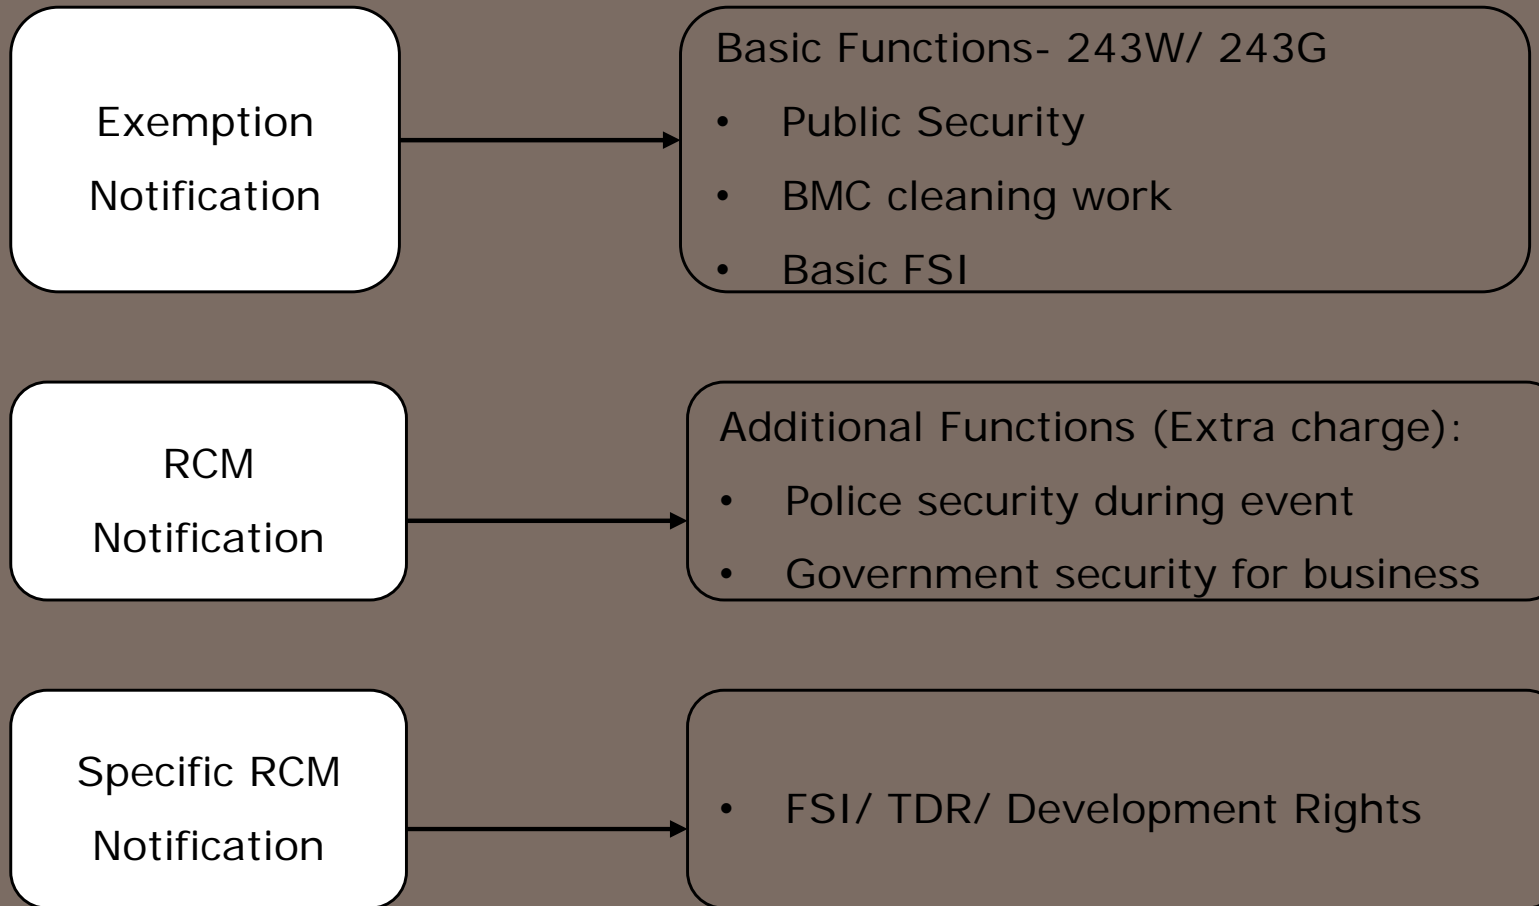 Exemption
Notification
Basic Functions- 243W/ 243G
• Public Security
• BMC cleaning work
• Basic FSI
RCM
Notification
Additional Functions (Extra charge):
• Police security during event
• Government security for business
Specific RCM
Notification
• FSI/ TDR/ Development Rights